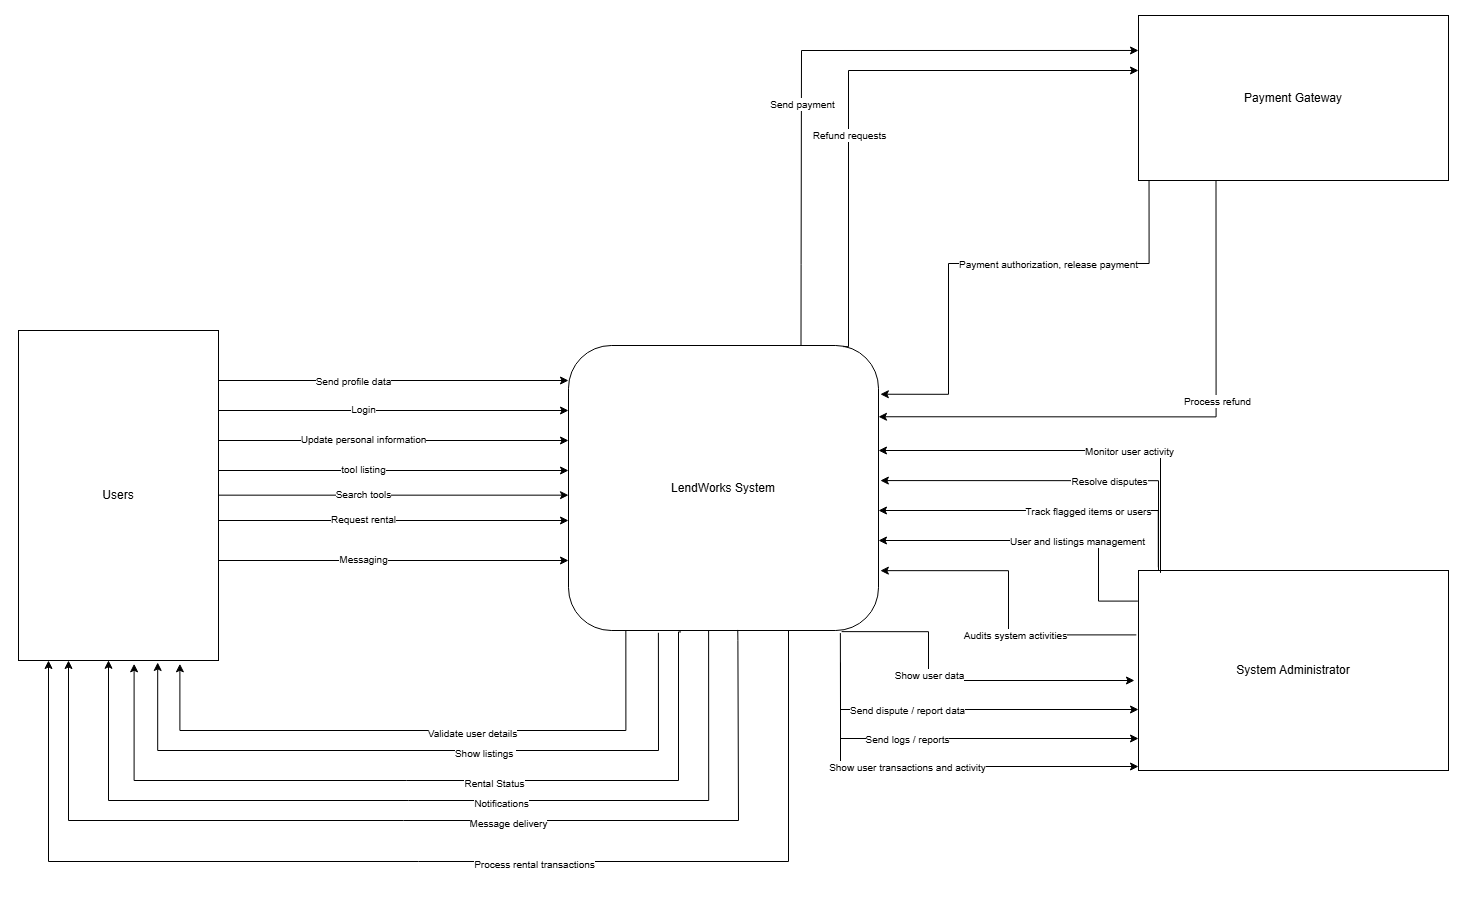 Payment Gateway
Send payment
Refund requests
Payment authorization, release payment
Send profile data
Process refund
Login
Update personal information
Monitor user activity
tool listing
Resolve disputes
LendWorks System
Users
Search tools
Track flagged items or users
Request rental
User and listings management
Messaging
Audits system activities
System Administrator
Show user data
Send dispute / report data
Validate user details
Send logs / reports
Show listings
Show user transactions and activity
Rental Status
Notifications
Message delivery
Process rental transactions